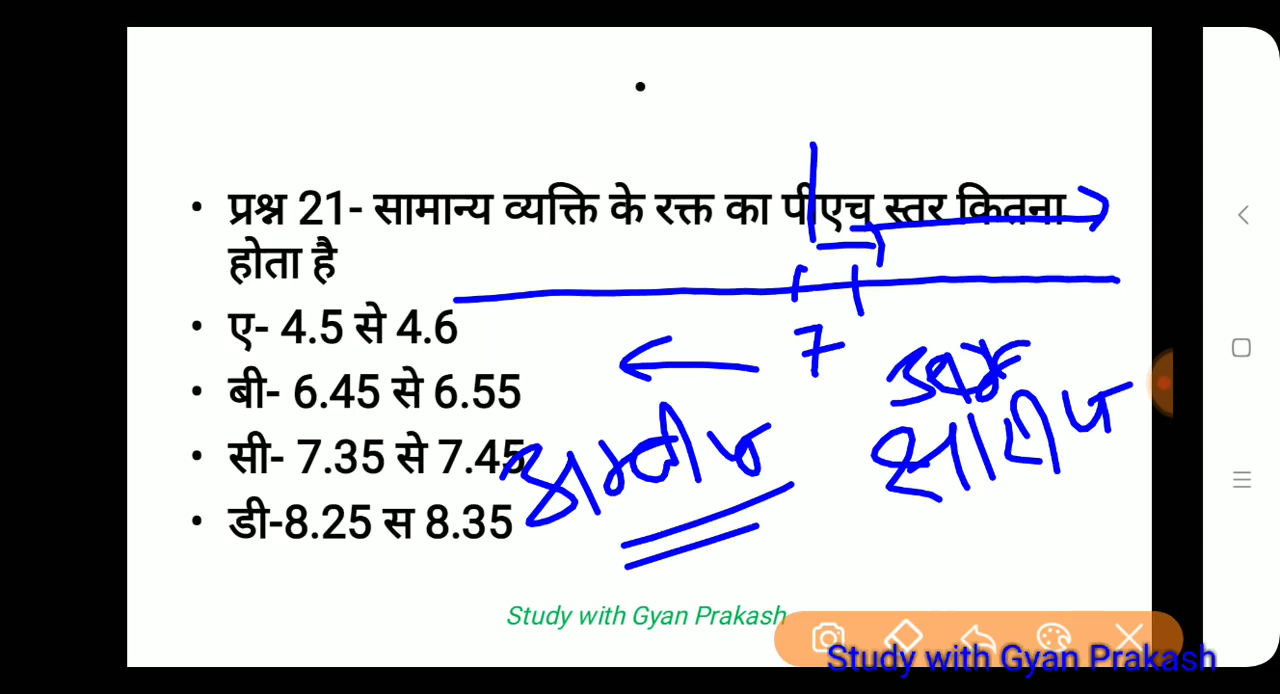 प्रश्न 21- सामान्य व्यक्ति के रक्त का पीएच स्तर कितना
होता है
ए- 4.5 से 4.6
बी- 6.45 से 6.55
सी- 7.35 से 7.45
डी-8.25 स 8.35
7
अम्लीय
क्षारीय
Study with Gyan Prakash
Study with Gyan Prakash